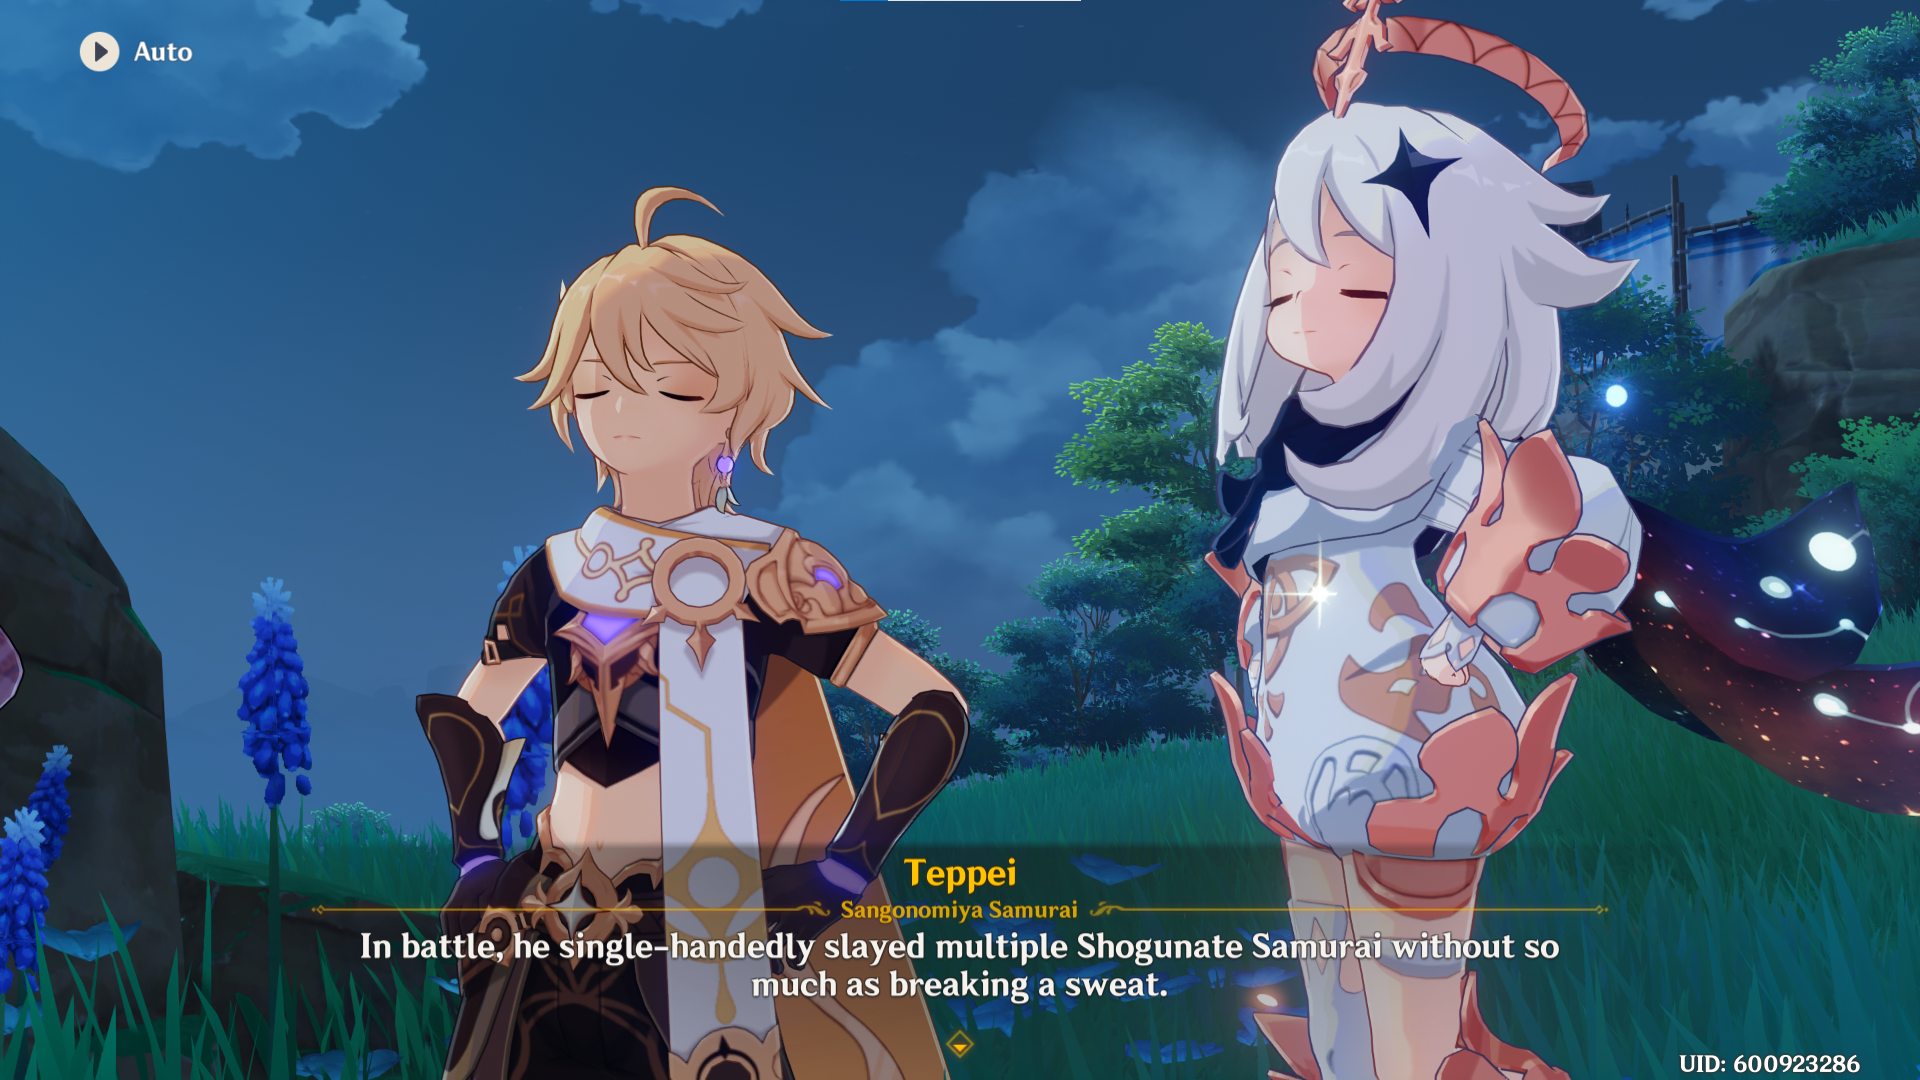 Auto
Teppei
Sangonomiya Samurai
In battle, he single-handedly slayed multiple Shogunate Samurai without so
much as breaking a sweat.
UID: 600923286